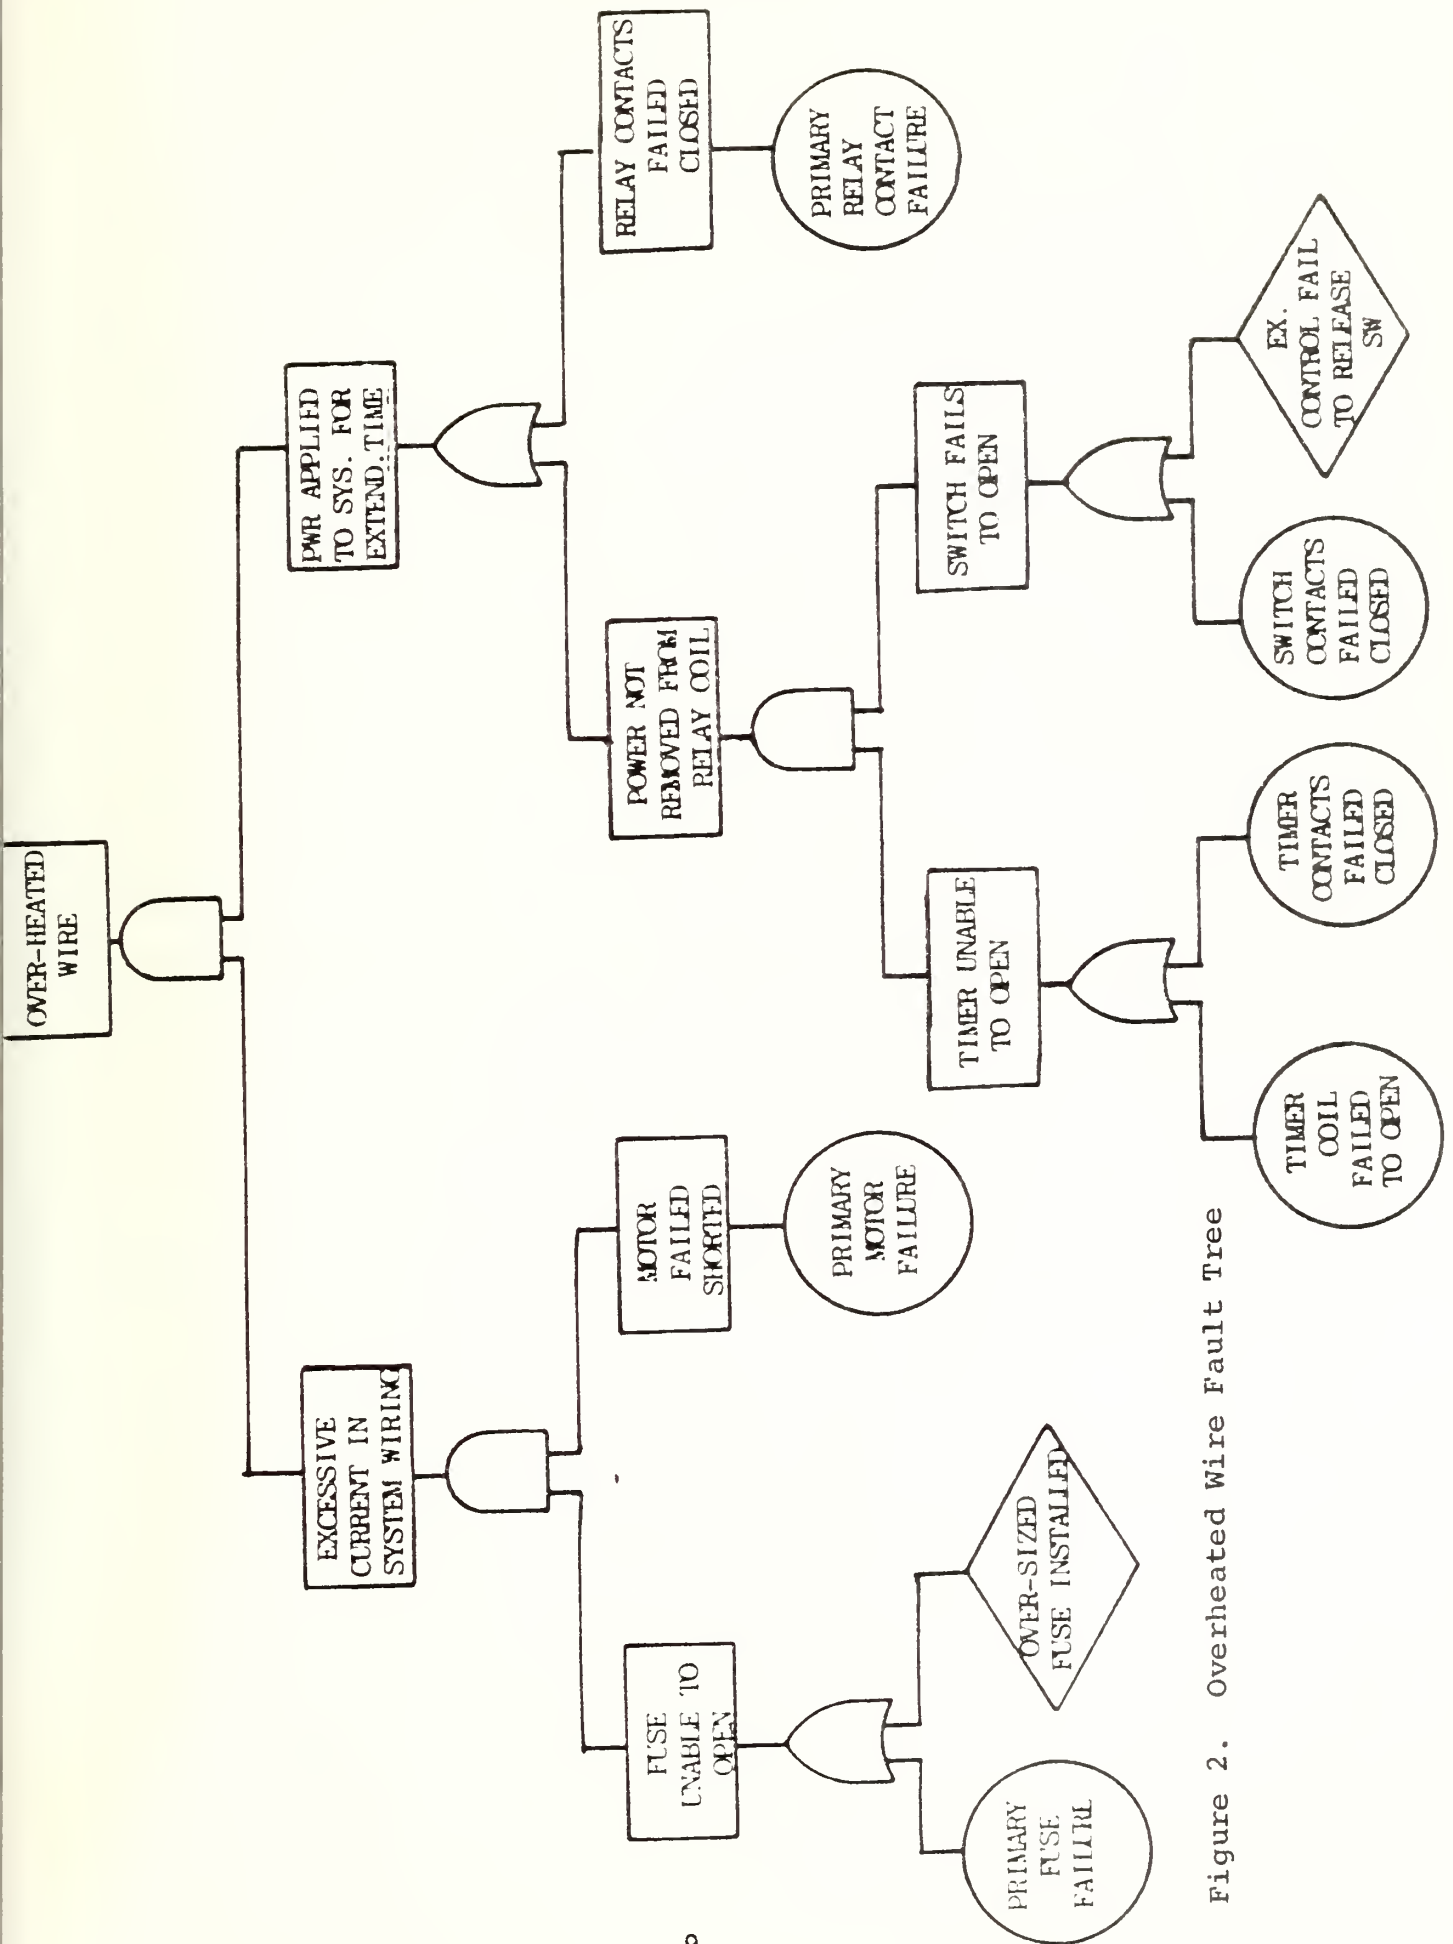 OVER-HEATED
WIRE
EXCESSIVE
CURRENT IN
SYSTEM WIRING
PWR APPLIED
TO SYS. FOR
EXTEND.TIME
FUSE
UNABLE TO
OPEN
MOTOR
FAILED
SHORTED
POWER NOT
REMOVED FROM
RELAY COIL
RELAY CONTACTS
FAILED
CLOSED
PRIMARY
FUSE
FAILURE
OVER-SIZED
FUSE INSTALLED
PRIMARY
MOTOR
FAILURE
TIMER UNABLE
TO OPEN
SWITCH FAILS
TO OPEN
PRIMARY
RELAY
CONTACT
FAILURE
TIMER
COIL
FAILED
TO OPEN
TIMER
CONTACTS
FAILED
CLOSED
SWITCH
CONTACTS
FAILED
CLOSED
EX.
CONTROL FAIL
TO RELEASE
SW
Figure 2. Overheated Wire Fault Tree